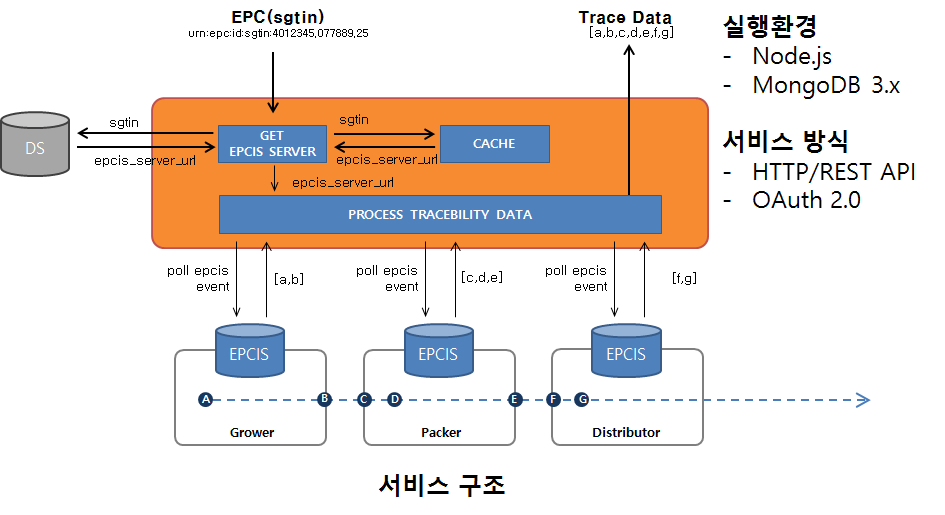 EPC(sgtin)
urn:epc:id:sgtin:4012345,077889,25
Trace Data
[a,b,c,d,e,f,g]
실행환경
- Node.js
- MongoDB 3.x
서비스 방식
- HTTP/REST API
- OAuth 2.0
DS
sgtin
epcis_server_url
GET
EPCIS SERVER
sgtin
epcis_server_url
CACHE
epcis_server_url
PROCESS TRACEBILITY DATA
poll epcis
event
[a,b]
poll epcis
event
[c,d,e]
poll epcis
event
[f,g]
EPCIS
EPCIS
EPCIS
A
B
C
D
E
F
G
Grower
Packer
Distributor
서비스 구조